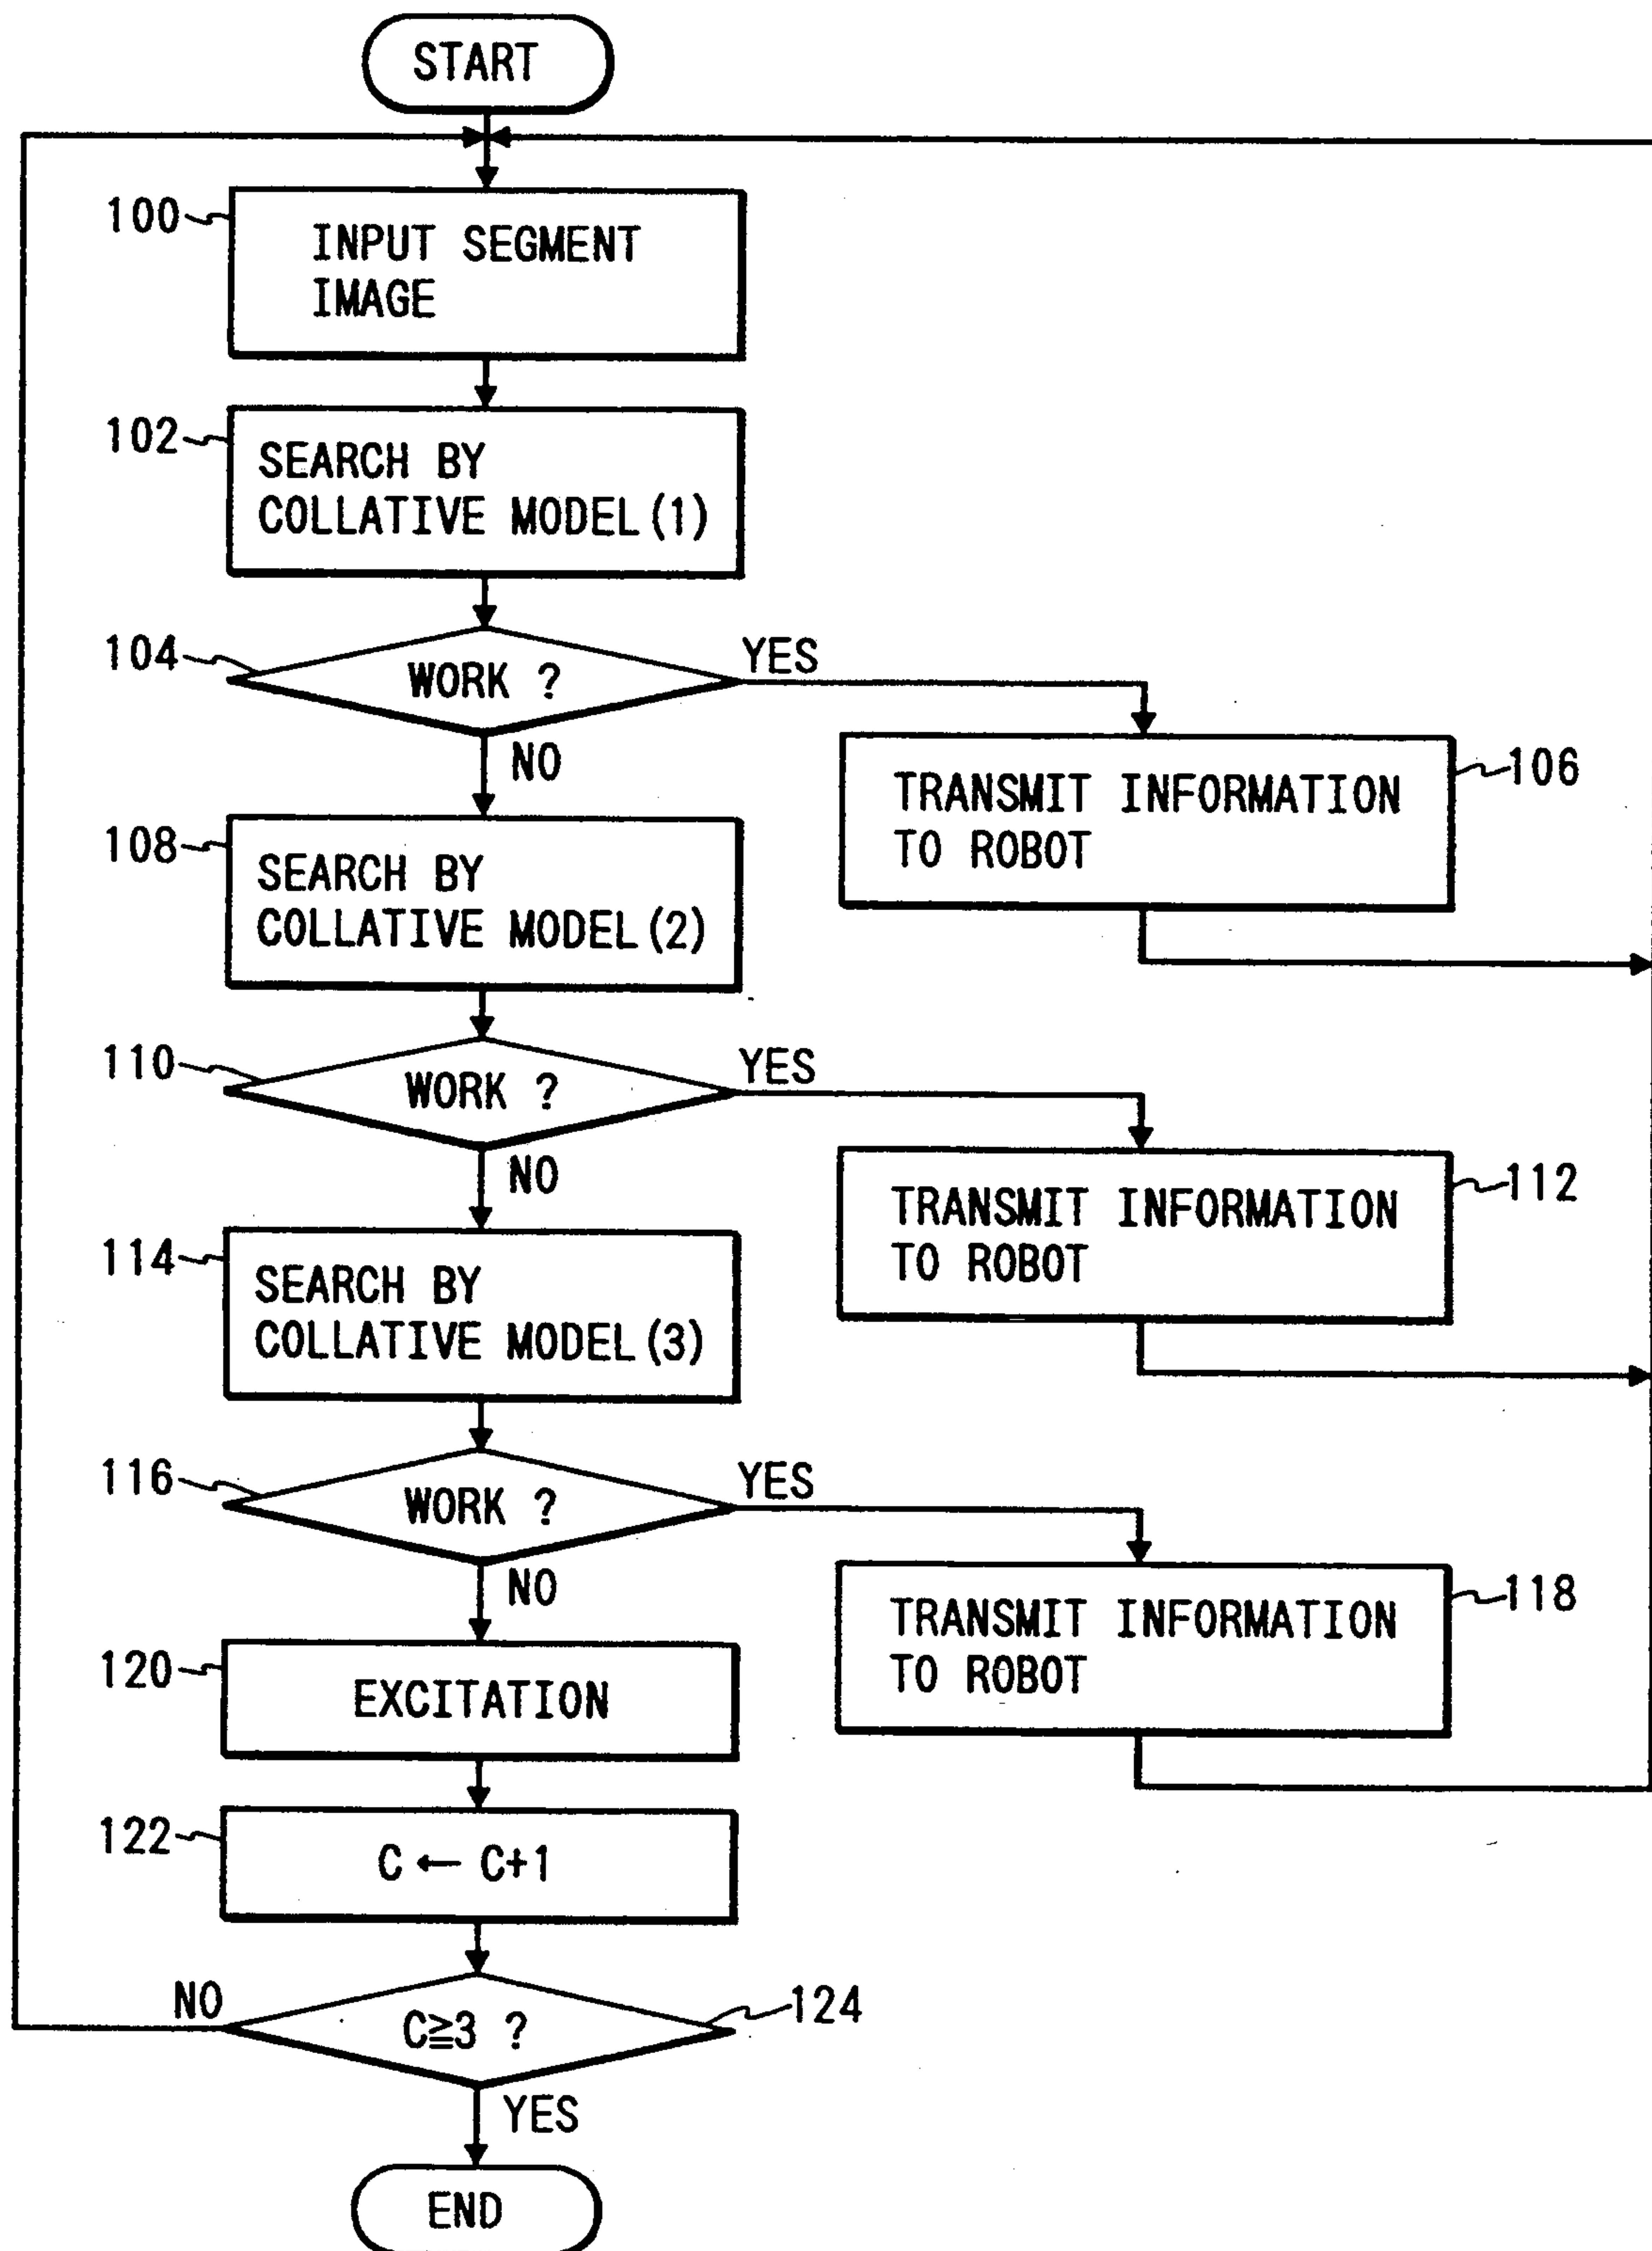 START
100
INPUT SEGMENT
IMAGE
102
SEARCH BY
COLLATIVE MODEL(1)
104
WORK ?
YES
NO
106
TRANSMIT INFORMATION
TO ROBOT
108
SEARCH BY
COLLATIVE MODEL(2)
110
WORK ?
YES
NO
112
TRANSMIT INFORMATION
TO ROBOT
114
SEARCH BY
COLLATIVE MODEL(3)
116
WORK ?
YES
NO
118
TRANSMIT INFORMATION
TO ROBOT
120
EXCITATION
122
C ← C+1
NO
C≧3 ?
124
YES
END